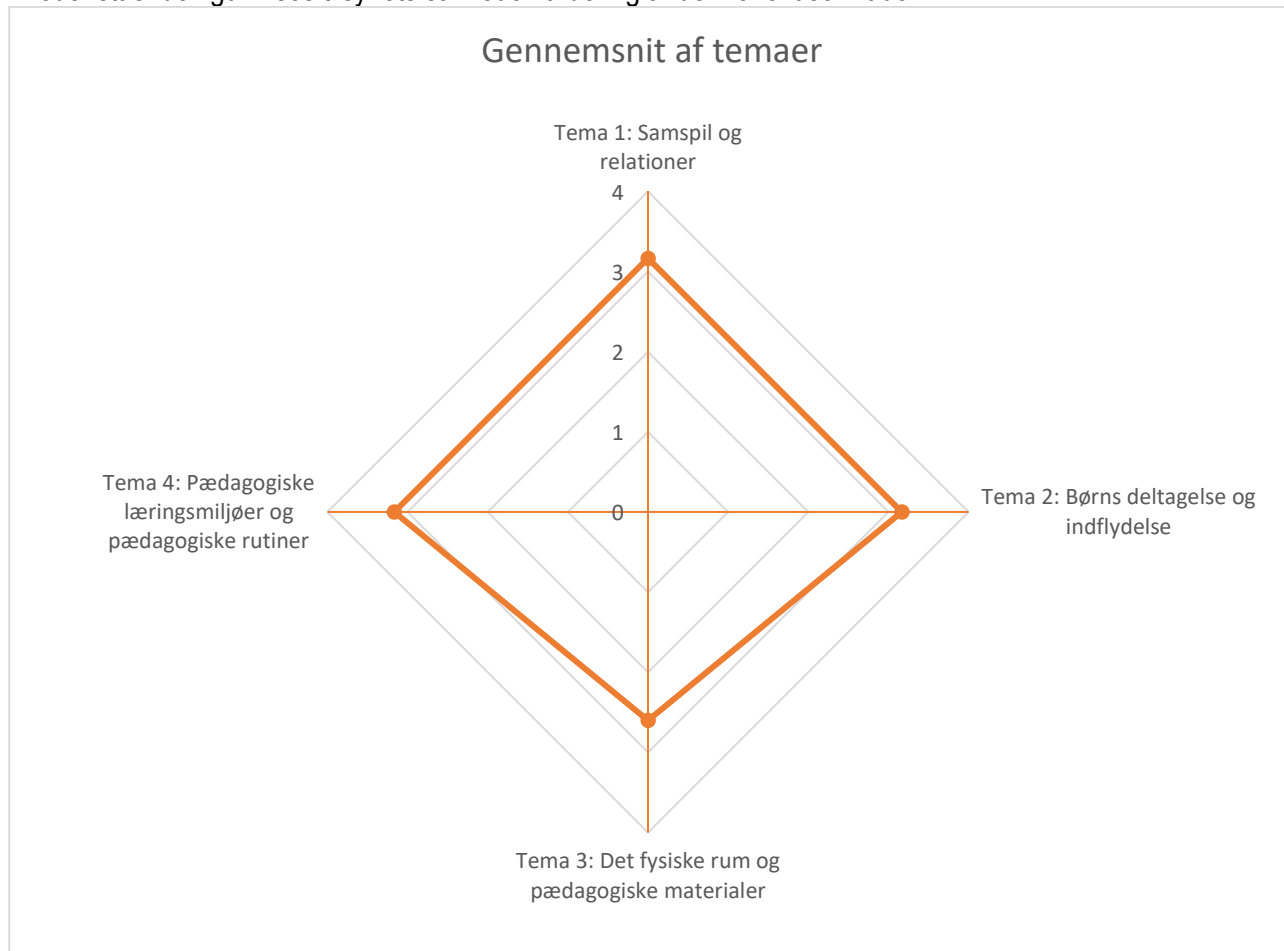 Gennemsnit af temaer
Tema 1: Samspil og
relationer
4
3
2
1
0
Tema 4: Pædagogiske
læringsmiljøer og
pædagogiske rutiner
Tema 2: Børns deltagelse og
indflydelse
Tema 3: Det fysiske rum og
pædagogiske materialer